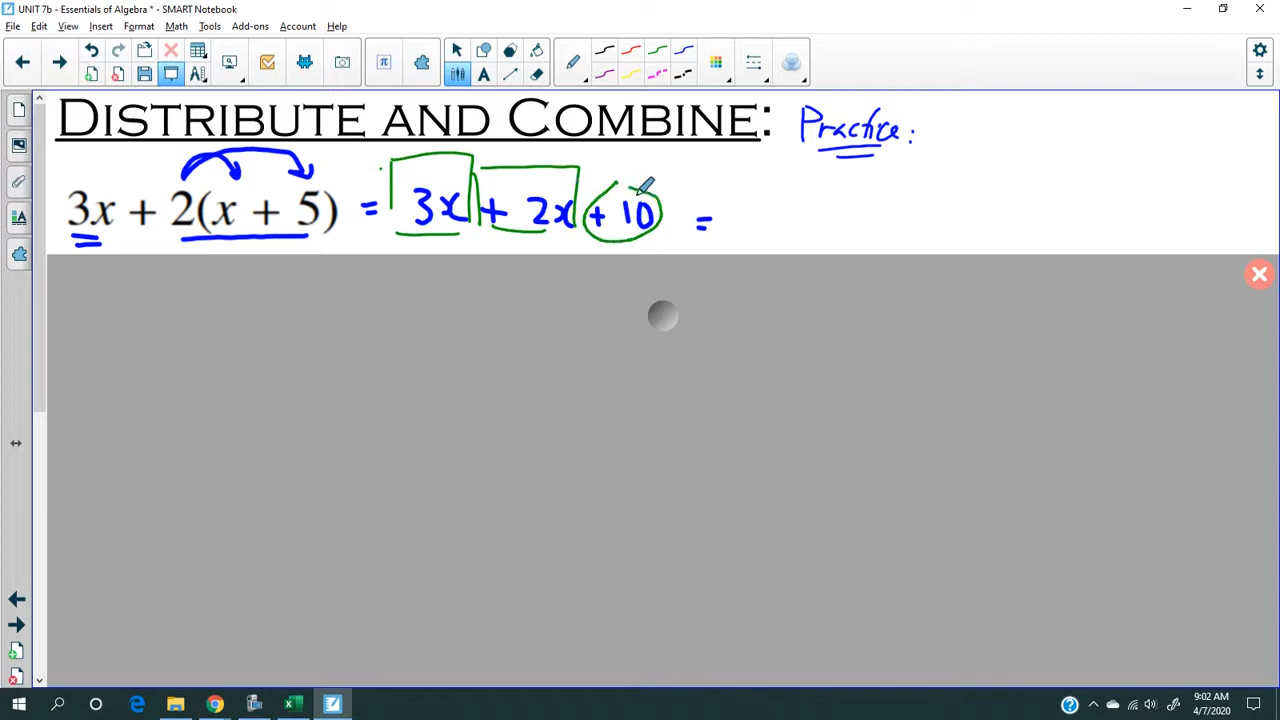 UNIT 7b - Essentials of Algebra * - SMART Notebook
File Edit View Insert Format Math Tools Add-ons Account Help
DISTRIBUTE AND COMBINE: Practice:
3x + 2(x + 5) = 3x + 2x + 10 =
9:02 AM
4/7/2020